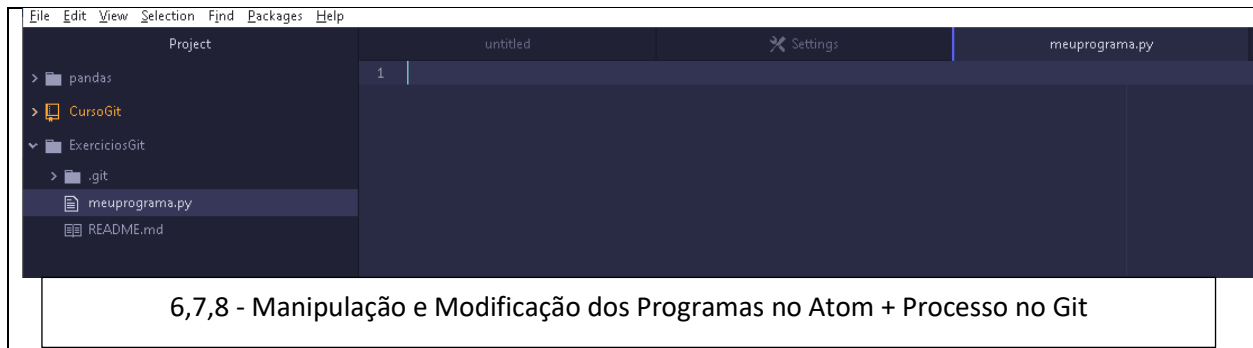 File Edit View Selection Find Packages Help
Project untitled Settings meuprograma.py
pandas 1
CursoGit
ExerciciosGit
.git
meuprograma.py
README.md
6,7,8 - Manipulação e Modificação dos Programas no Atom + Processo no Git